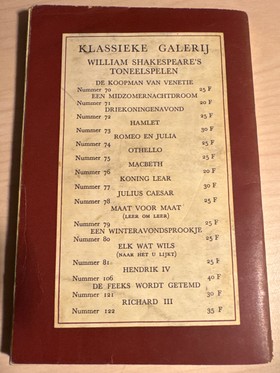 KLASSIEKE GALERIJ
WILLIAM SHAKESPEARE'S
TONEELSPELEN
DE KOOPMAN VAN VENETIE
Nummer 70 25 F
EEN MIDZOMERNACHTDROOM
Nummer 71 20 F
DRIEKONINGENAVOND
Nummer 72 25 F
HAMLET
Nummer 73 30 F
ROMEO EN JULIA
Nummer 74 20 F
OTHELLO
Nummer 75 25 F
MACBETH
Nummer 76 20 F
KONING LEAR
Nummer 77 30 F
JULIUS CAESAR
Nummer 78 25 F
MAAT VOOR MAAT
(LEER OM LEER)
Nummer 79 25 F
EEN WINTERAVONDSPROOKJE
Nummer 80 25 F
ELK WAT WILS
(NAAR HET U LIJKT)
Nummer 81 25 F
HENDRIK IV
Nummer 106 40 F
DE FEEKS WORDT GETEMD
Nummer 121 30 F
RICHARD III
Nummer 122 35 F